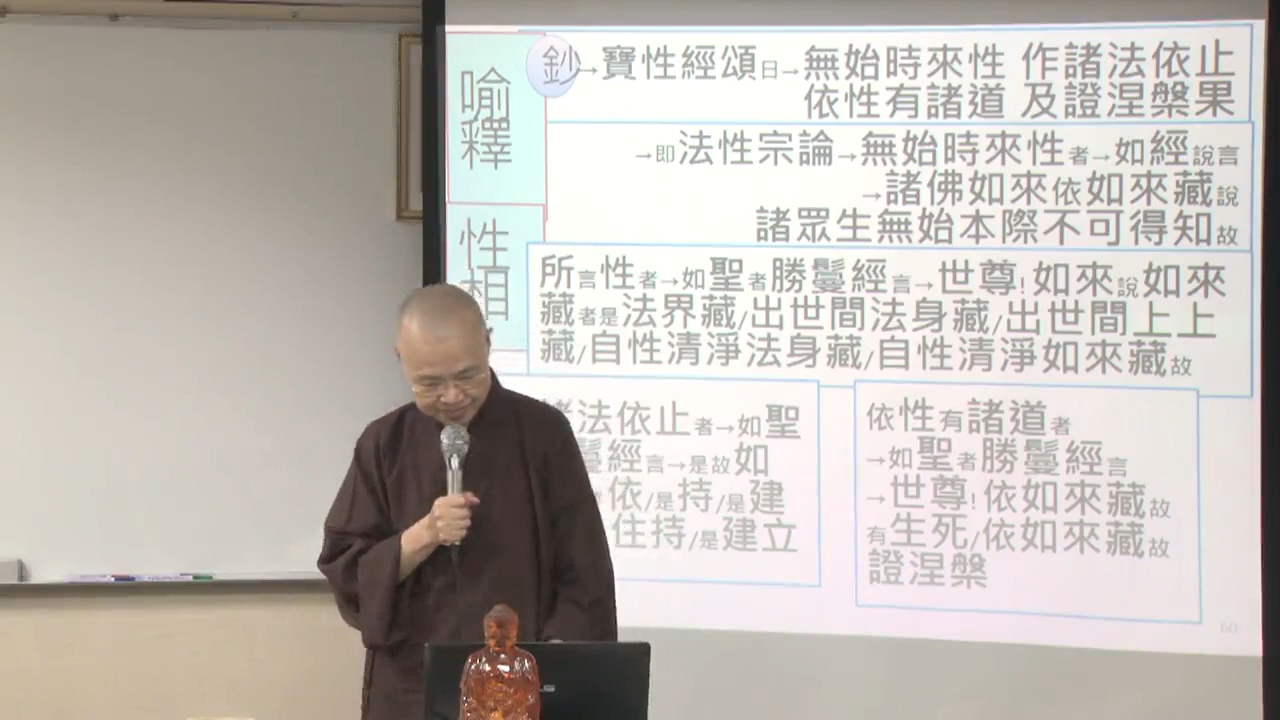 喻釋
鈔→寶性經頌曰→無始時來性 作諸法依止
依性有諸道 及證涅槃果
→即法性宗論→無始時來性者→如經說言
→諸佛如來依如來藏說
諸眾生無始本際不可得知故
性相
所言性者→如聖者勝鬘經言→世尊!如來說如來
藏者是法界藏/出世間法身藏/出世間上上
藏/自性清淨法身藏/自性清淨如來藏故
諸法依止者→如聖
鬘經言→是故如
依/是持/是建
住持/是建立
依性有諸道者
→如聖者勝鬘經言
→世尊!依如來藏故
有生死/依如來藏故
證涅槃
60